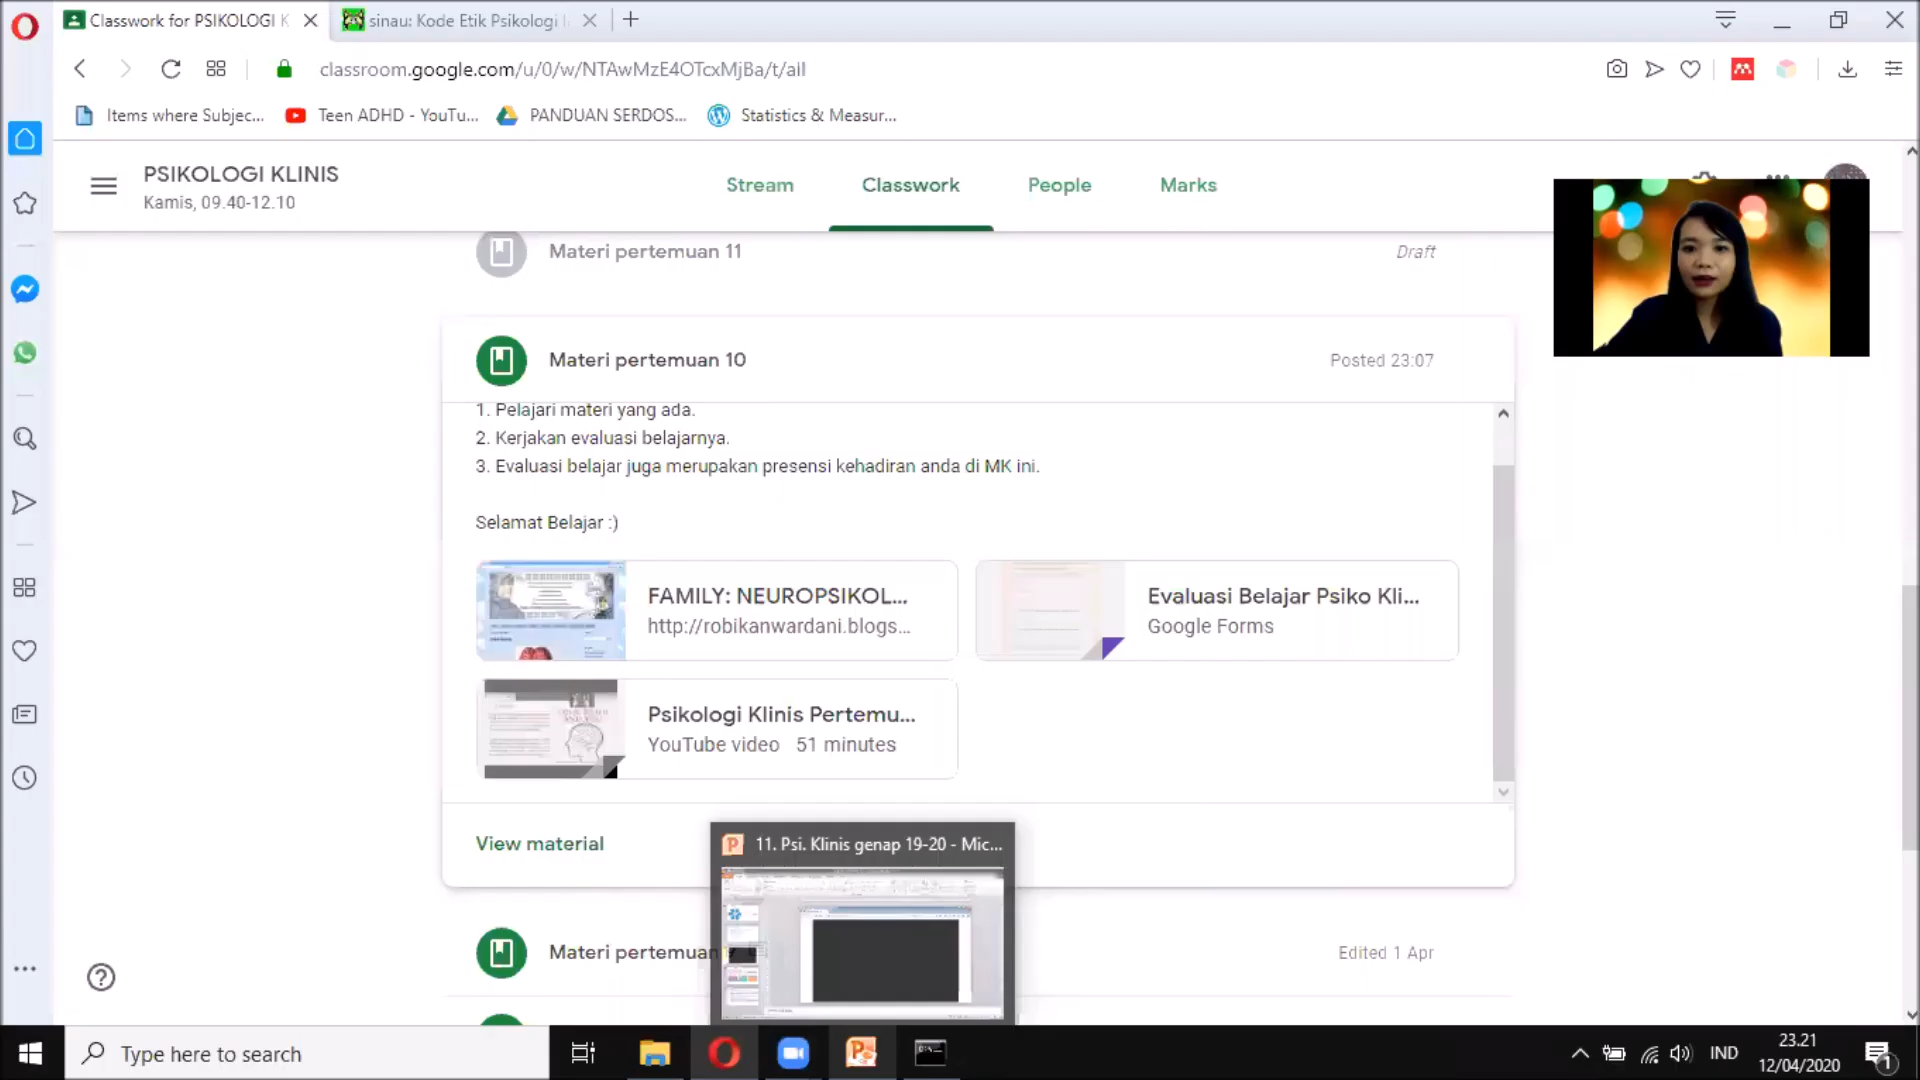 Classwork for PSIKOLOGI K
sinau: Kode Etik Psikologi I
classroom.google.com/u/0/w/NTAwMzE4OTcxMjBa/t/all
Items where Subjec...
Teen ADHD - YouTu...
PANDUAN SERDOS...
Statistics & Measur...
PSIKOLOGI KLINIS
Kamis, 09.40-12.10
Stream
Classwork
People
Marks
Materi pertemuan 11
Draft
Materi pertemuan 10
Posted 23:07
1. Pelajari materi yang ada.
2. Kerjakan evaluasi belajarnya.
3. Evaluasi belajar juga merupakan presensi kehadiran anda di MK ini.
Selamat Belajar :)
FAMILY: NEUROPSIKOL...
http://robikanwardani.blogs...
Evaluasi Belajar Psiko Kli...
Google Forms
Psikologi Klinis Pertemu...
YouTube video 51 minutes
View material
11. Psi. Klinis genap 19-20 - Mic...
Materi pertemuan
Edited 1 Apr
Type here to search
IND
23.21
12/04/2020
1